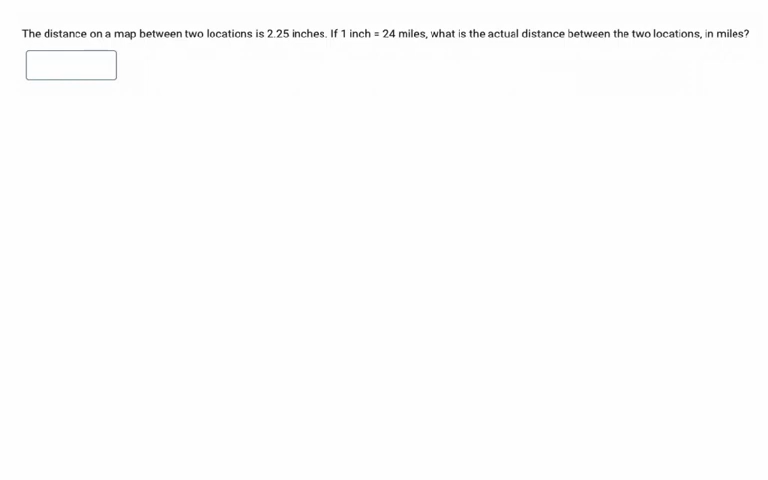 The distance on a map between two locations is 2.25 inches. If 1 inch = 24 miles, what is the actual distance between the two locations, in miles?